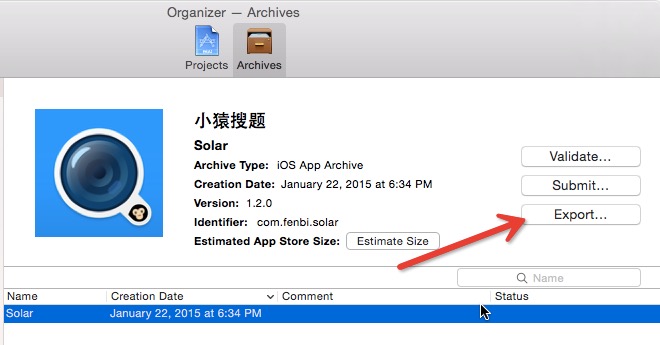 Organizer — Archives
Projects
Archives
小猿搜题
Solar
Archive Type: iOS App Archive
Creation Date: January 22, 2015 at 6:34 PM
Version: 1.2.0
Identifier: com.fenbi.solar
Estimated App Store Size: Estimate Size
Validate...
Submit...
Export...
Name
Name Creation Date Comment Status
Solar January 22, 2015 at 6:34 PM